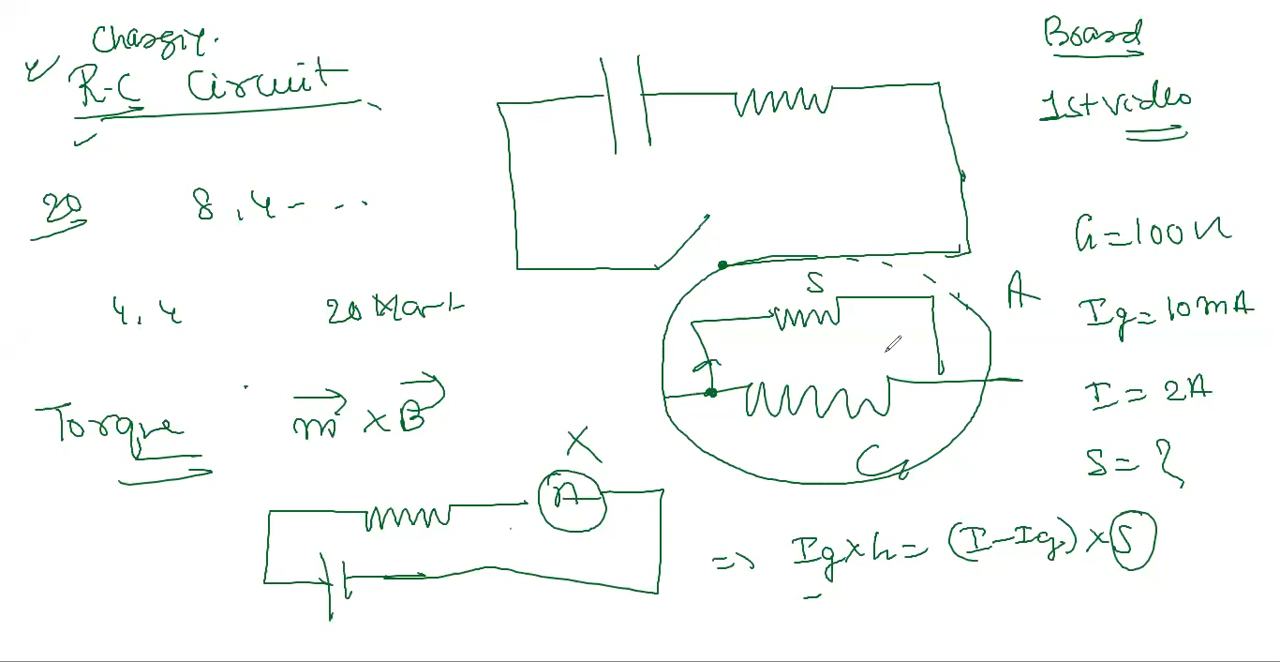 Charging.
R-C Circuit
20 8, 4 - - ..
4, 4 20 Mark
Torque m × B
X
A
Board
1st video
S
A
G
G = 100 Ω
Ig = 10 mA
I = 2A
S = ?
=> Ig × G = (I - Ig) × S